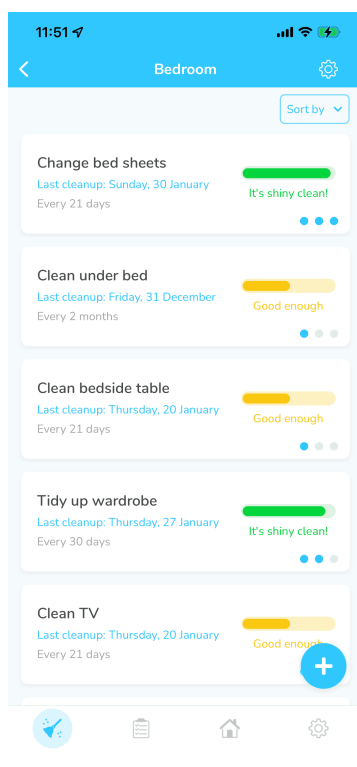 11:51
Bedroom
Sort by
Change bed sheets
Last cleanup: Sunday, 30 January
It's shiny clean!
Every 21 days
Clean under bed
Last cleanup: Friday, 31 December
Good enough
Every 2 months
Clean bedside table
Last cleanup: Thursday, 20 January
Good enough
Every 21 days
Tidy up wardrobe
Last cleanup: Thursday, 27 January
It's shiny clean!
Every 30 days
Clean TV
Last cleanup: Thursday, 20 January
Good enough
Every 21 days